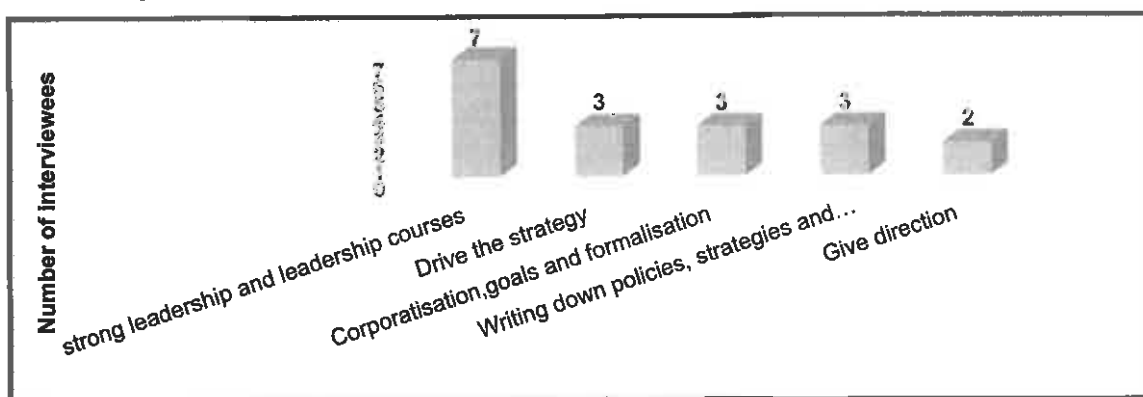 Number of interviewees
7
3
3
3
2
strong leadership and leadership courses
Drive the strategy
Corporatisation,goals and formalisation
Writing down policies, strategies and…
Give direction